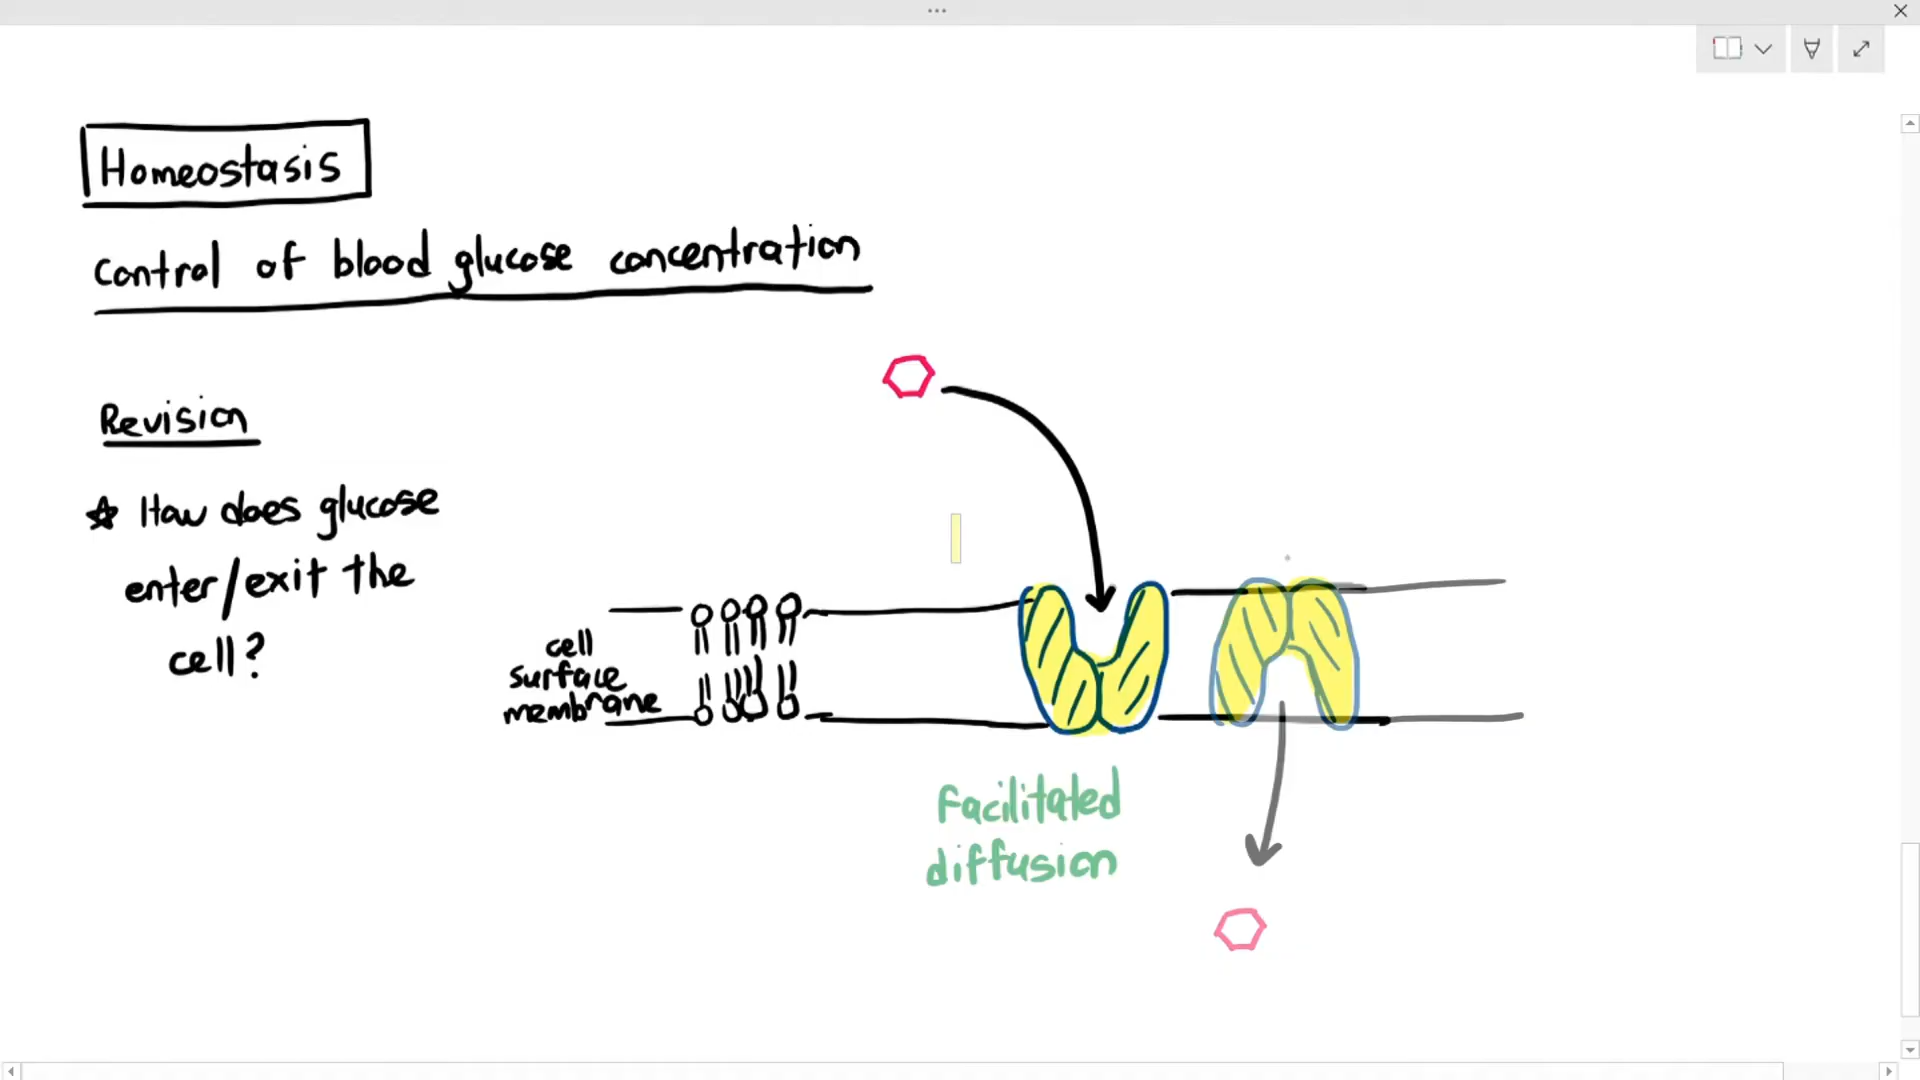 Homeostasis
Control of blood glucose concentration
Revision
☆ How does glucose
enter/exit the
cell?
cell
surface
membrane
Facilitated
diffusion